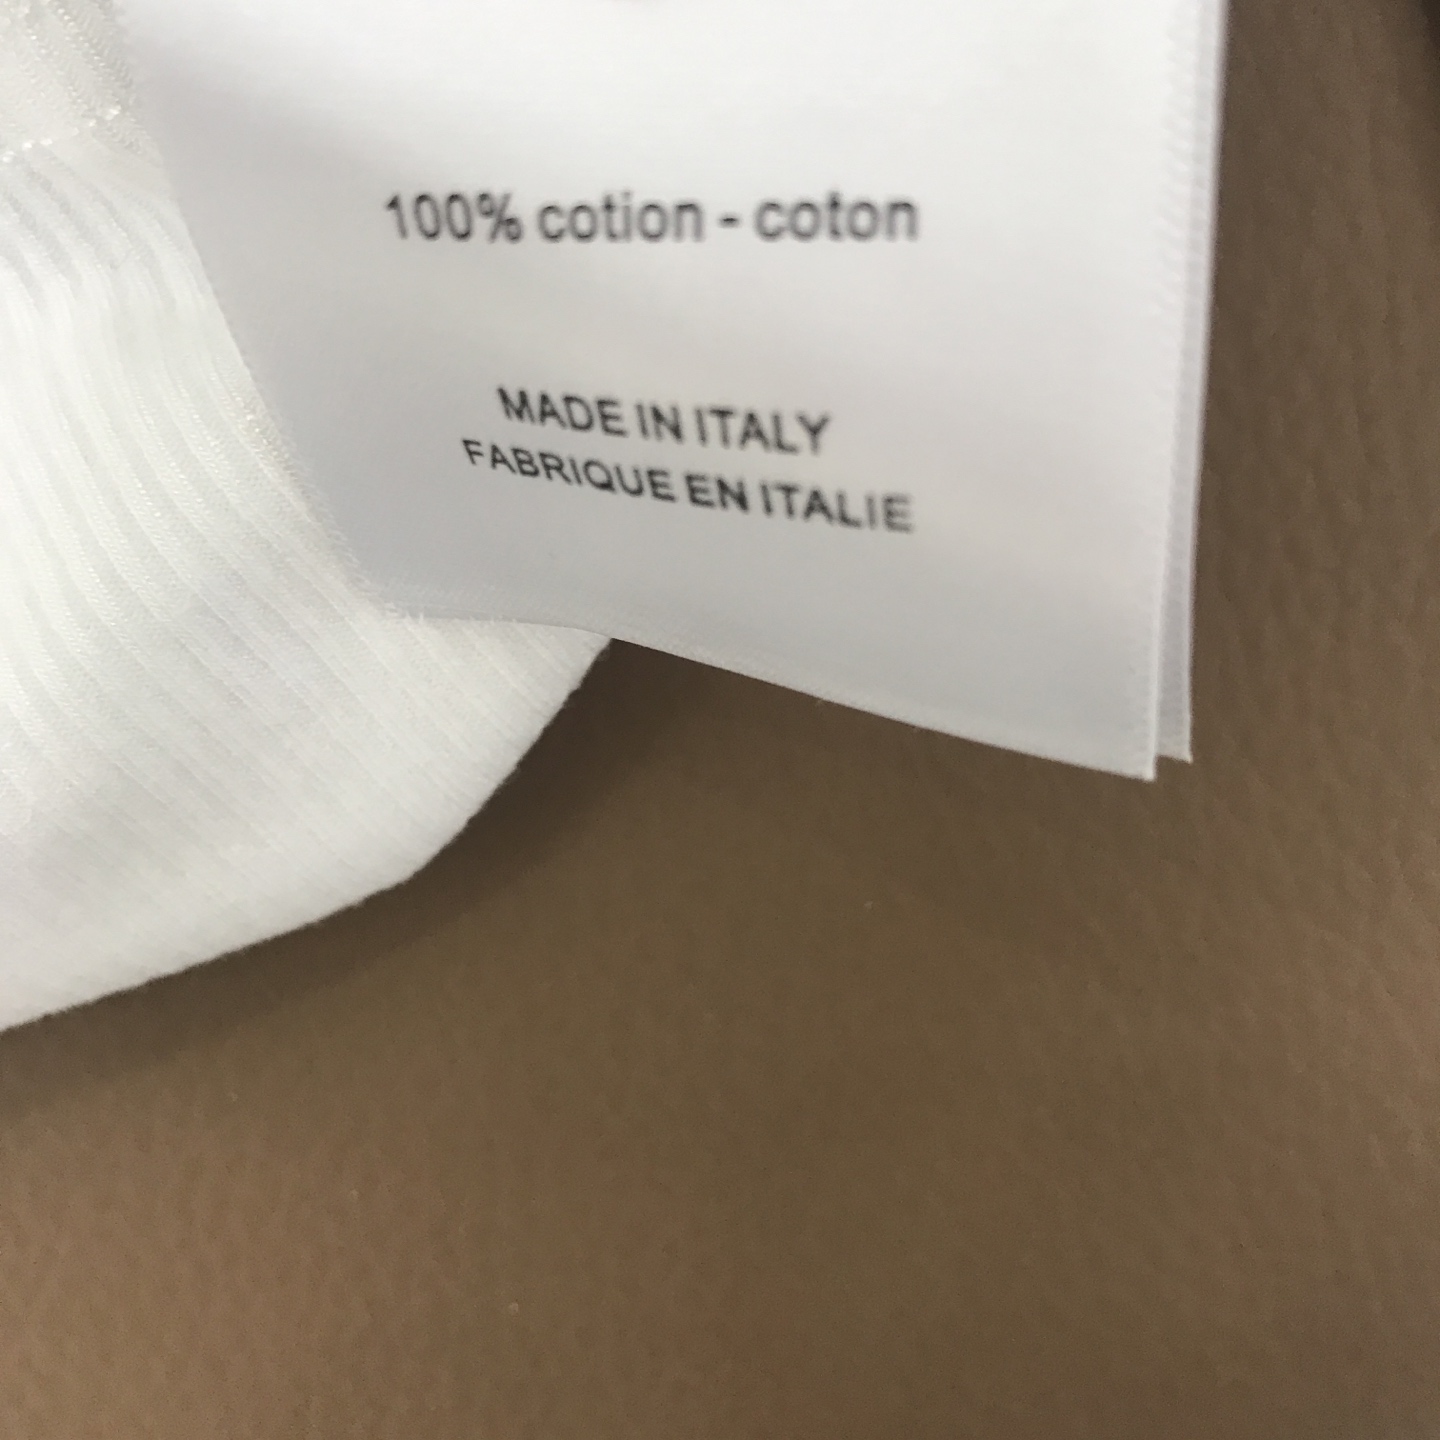 100% cotion - coton
MADE IN ITALY
FABRIQUE EN ITALIE